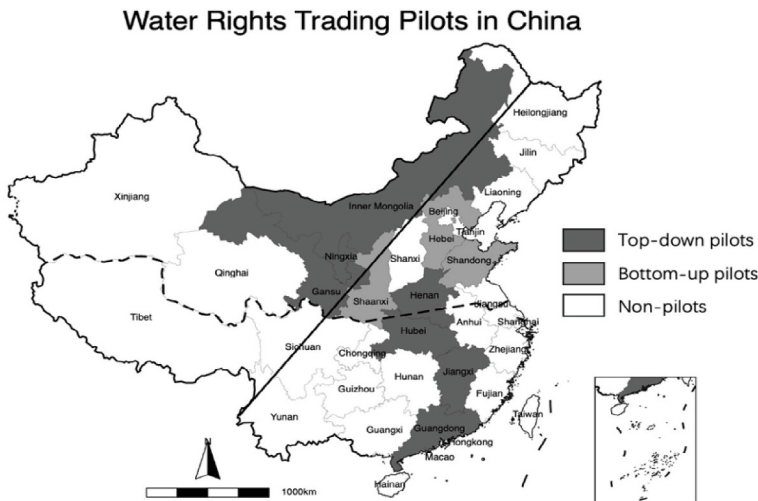 Water Rights Trading Pilots in China
Heilongjiang
Jilin
Liaoning
Xinjiang
Inner Mongolia
Beijing
Tianjin
Hebei
Ningxia
Shanxi
Shandong
Qinghai
Gansu
Shaanxi
Henan
Jiangsu
Tibet
Anhui
Shanghai
Hubei
Sichuan
Chongqing
Zhejiang
Hunan
Jiangxi
Guizhou
Fujian
Yunan
Taiwan
Guangxi
Guangdong
Hongkong
Macao
Hainan
Top-down pilots
Bottom-up pilots
Non-pilots
N
1000km